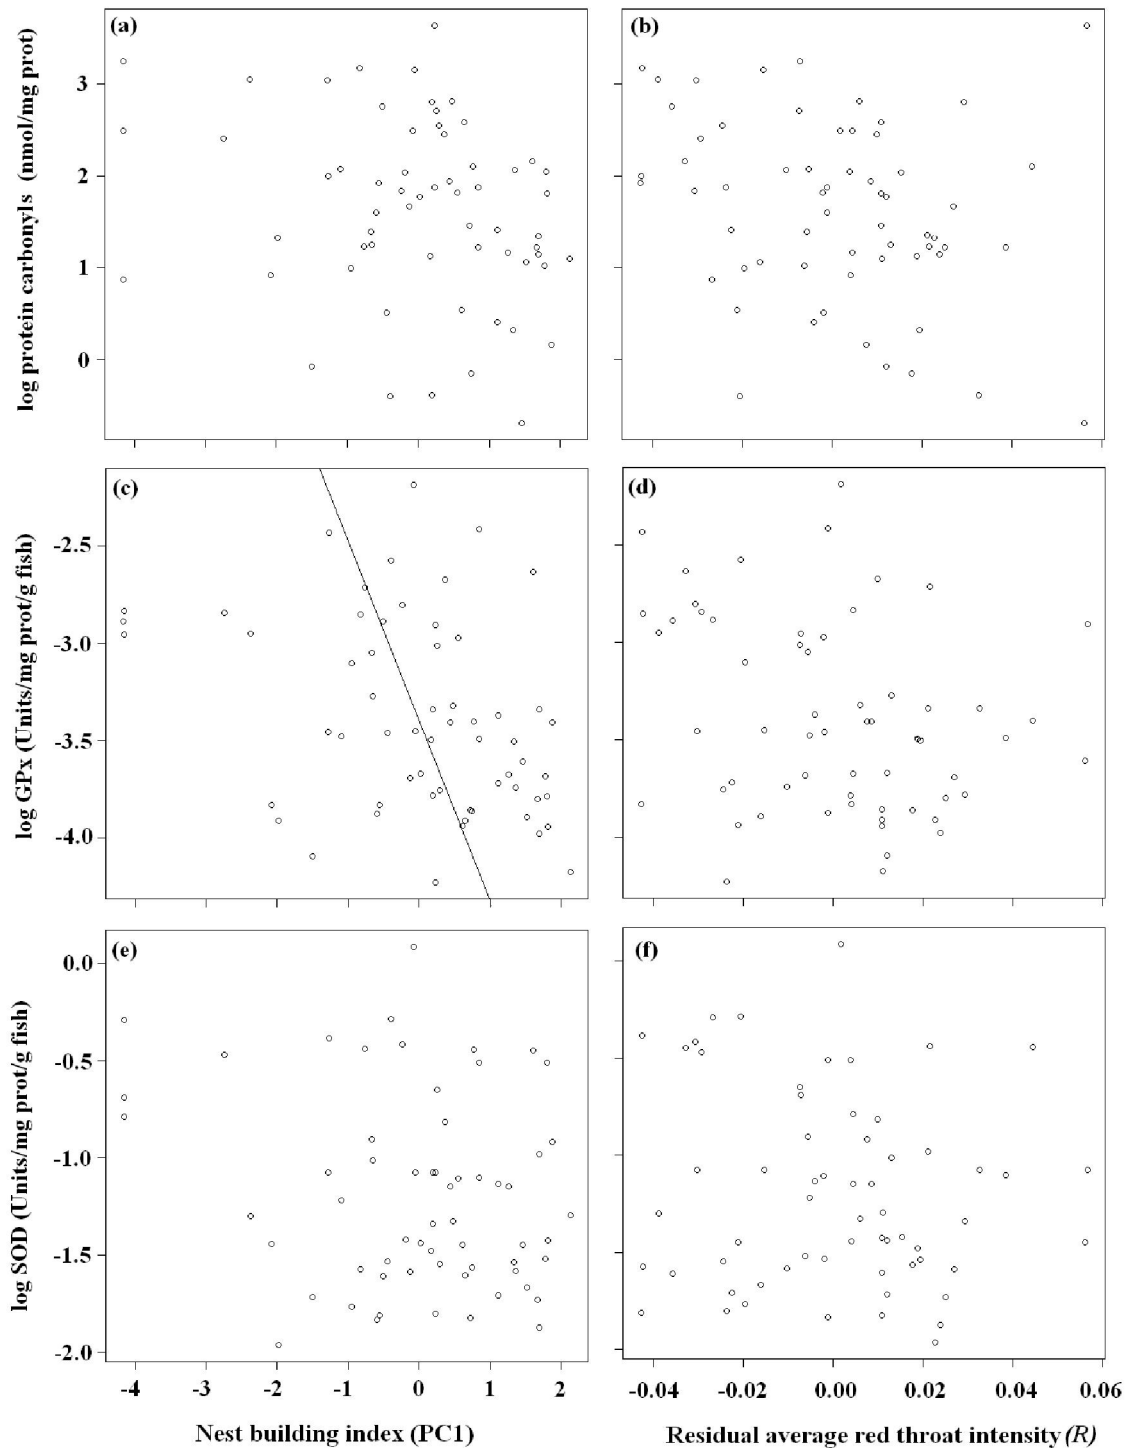 (a)
(b)
log protein carbonyls (nmol/mg prot)
3
2
1
0
(c)
(d)
log GPx (Units/mg prot/g fish)
-2.5
-3.0
-3.5
-4.0
(e)
(f)
log SOD (Units/mg prot/g fish)
0.0
-0.5
-1.0
-1.5
-2.0
-4 -3 -2 -1 0 1 2
-0.04 -0.02 0.00 0.02 0.04 0.06
Nest building index (PC1)
Residual average red throat intensity (R)